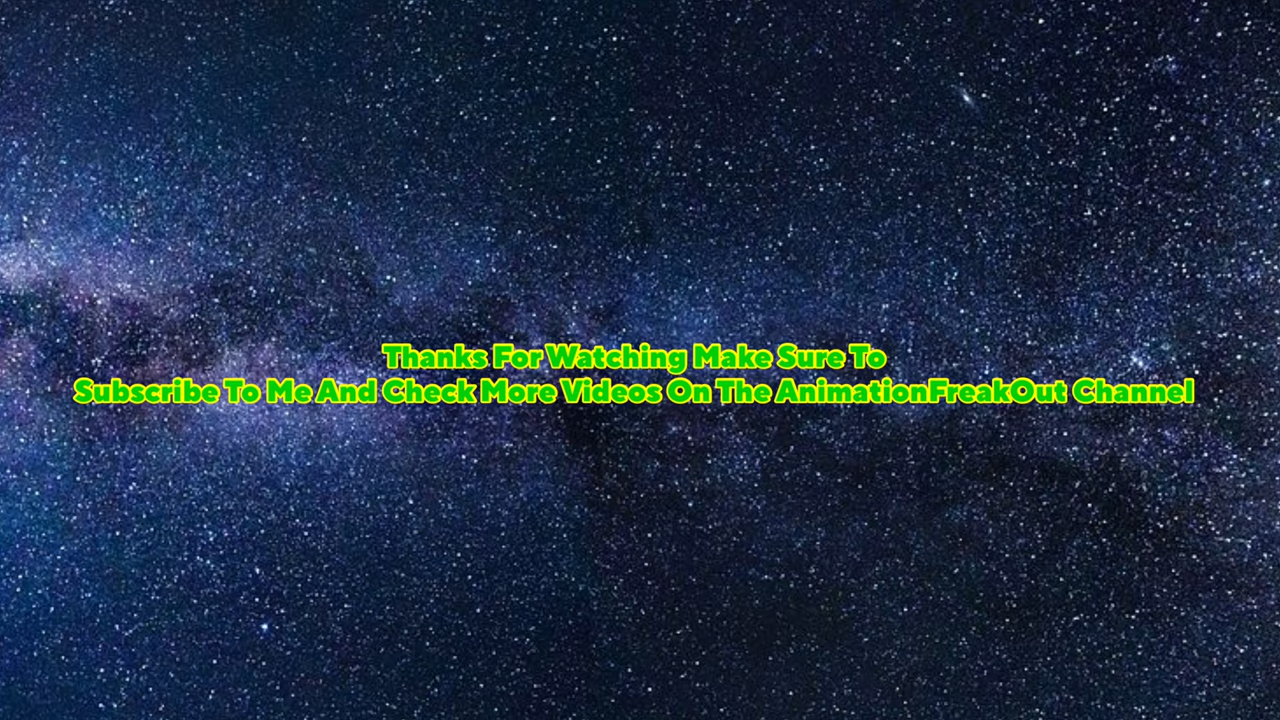 Thanks For Watching Make Sure To
Subscribe To Me And Check More Videos On The AnimationFreakOut Channel